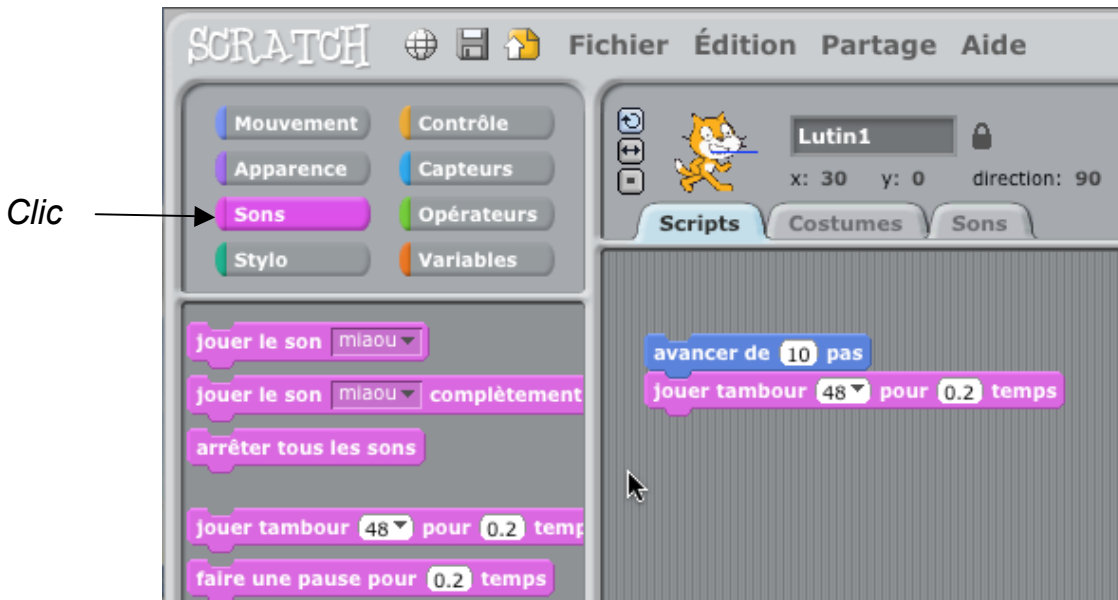 SCRATCH Fichier Édition Partage Aide
Mouvement Contrôle
Apparence Capteurs
Clic Sons Opérateurs
Stylo Variables
Lutin1
x: 30 y: 0 direction: 90
Scripts Costumes Sons
jouer le son miaou
jouer le son miaou complètement
arrêter tous les sons
jouer tambour 48 pour 0.2 temp
faire une pause pour 0.2 temps
avancer de 10 pas
jouer tambour 48 pour 0.2 temps